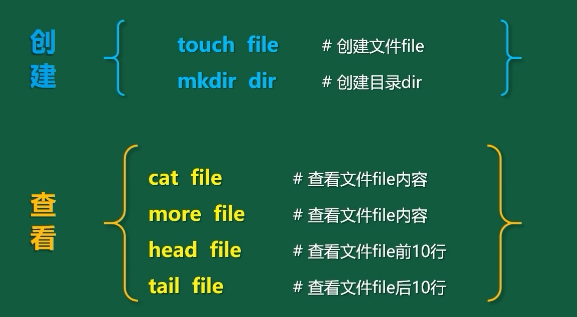 创建
touch file # 创建文件file
mkdir dir # 创建目录dir
查看
cat file # 查看文件file内容
more file # 查看文件file内容
head file # 查看文件file前10行
tail file # 查看文件file后10行